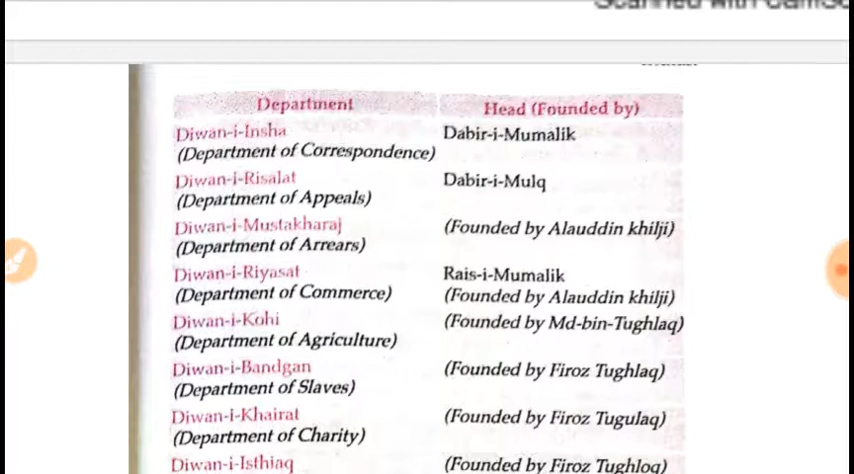 Scanned with CamSc
Department Head (Founded by)
Diwan-i-Insha Dabir-i-Mumalik
(Department of Correspondence)
Diwan-i-Risalat Dabir-i-Mulq
(Department of Appeals)
Diwan-i-Mustakharaj (Founded by Alauddin khilji)
(Department of Arrears)
Diwan-i-Riyasat Rais-i-Mumalik
(Department of Commerce) (Founded by Alauddin khilji)
Diwan-i-Kohi (Founded by Md-bin-Tughlaq)
(Department of Agriculture)
Diwan-i-Bandgan (Founded by Firoz Tughlaq)
(Department of Slaves)
Diwan-i-Khairat (Founded by Firoz Tugulaq)
(Department of Charity)
Diwan-i-Isthiaq (Founded by Firoz Tughloq)